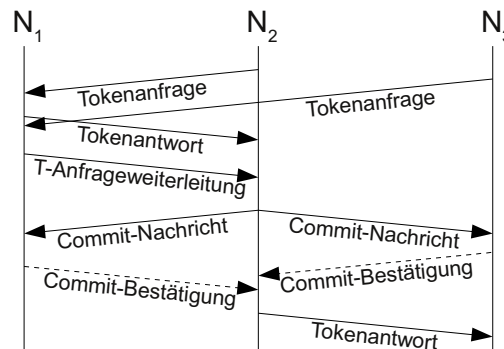 N1 N2
Tokenanfrage
Tokenanfrage
Tokenantwort
T-Anfrageweiterleitung
Commit-Nachricht Commit-Nachricht
Commit-Bestätigung Commit-Bestätigung
Tokenantwort